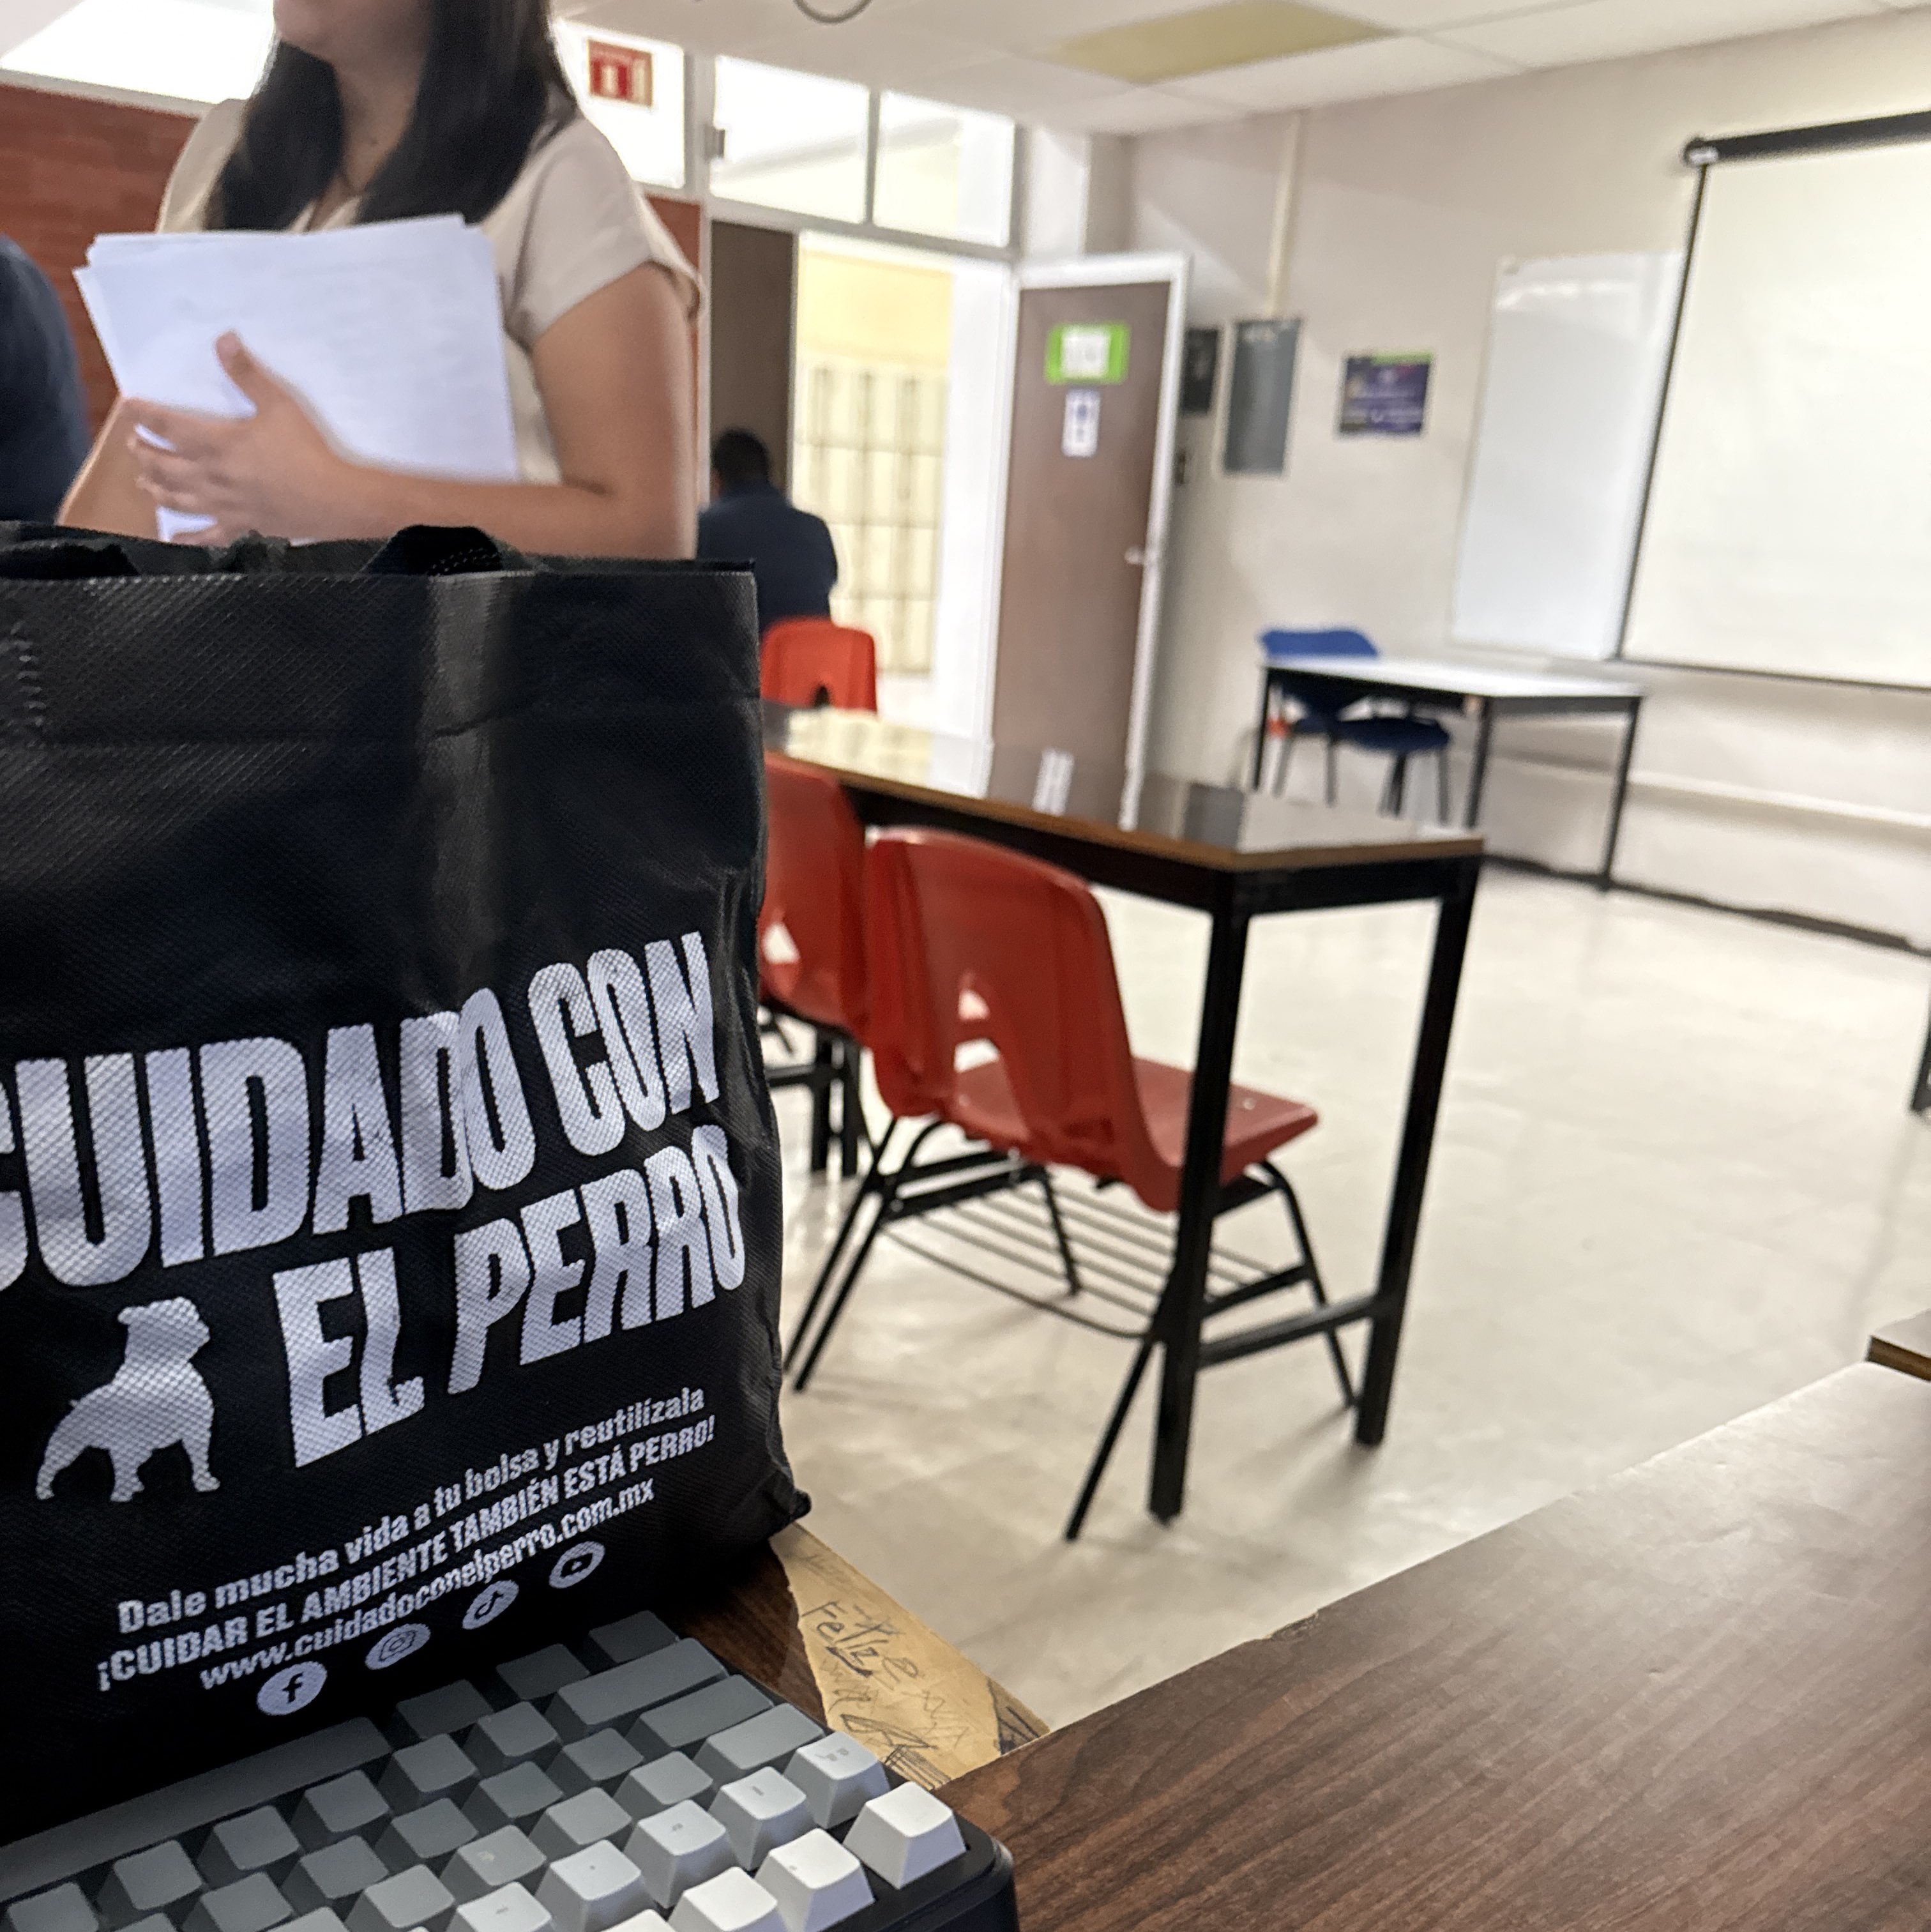 CUIDADO CON
EL PERRO
Dale mucha vida a tu bolsa y reutilízala
¡CUIDAR EL AMBIENTE TAMBIÉN ESTÁ PERRO!
www.cuidadoconelperro.com.mx